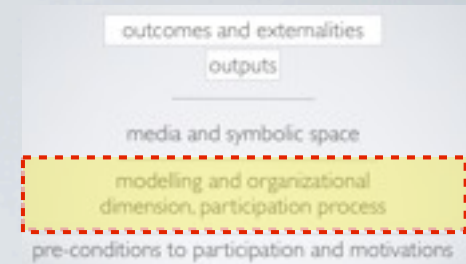 outcomes and externalities
outputs
media and symbolic space
modelling and organizational
dimension, participation process
pre-conditions to participation and motivations